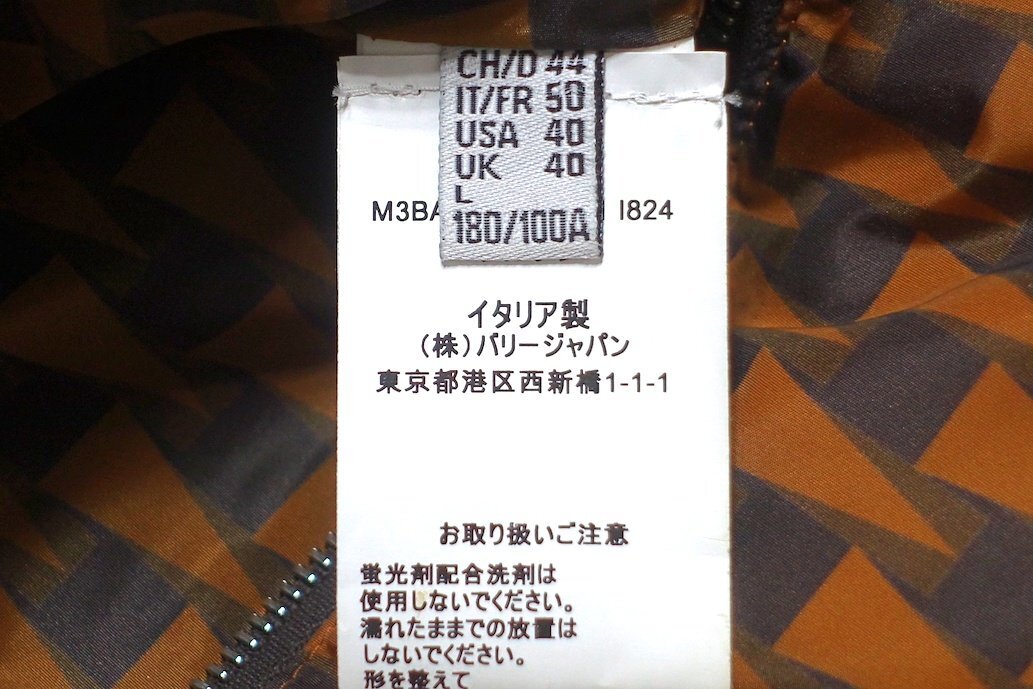 CH/D 44
IT/FR 50
USA 40
UK 40
L
180/100A
M3BA I824
イタリア製
(株)バリージャパン
東京都港区西新橋1-1-1
お取り扱いご注意
蛍光剤配合洗剤は
使用しないでください。
濡れたままでの放置は
しないでください。
形を整えて